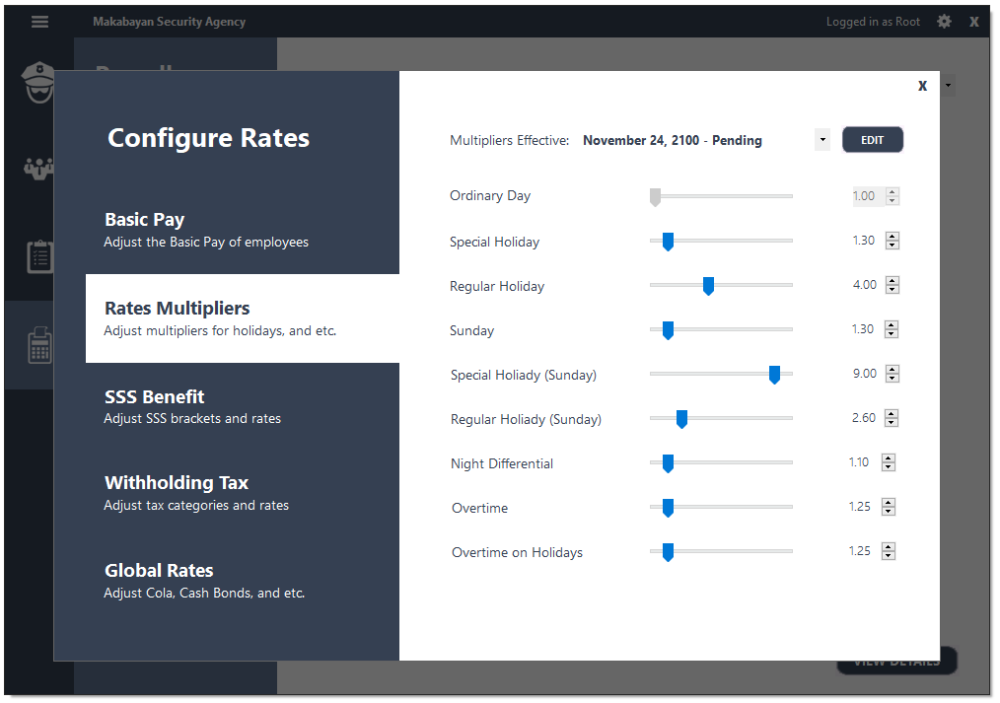 Makabayan Security Agency
Logged in as Root
X
X
Configure Rates
Basic Pay
Adjust the Basic Pay of employees
Rates Multipliers
Adjust multipliers for holidays, and etc.
SSS Benefit
Adjust SSS brackets and rates
Withholding Tax
Adjust tax categories and rates
Global Rates
Adjust Cola, Cash Bonds, and etc.
Multipliers Effective: November 24, 2100 - Pending
EDIT
Ordinary Day 1.00
Special Holiday 1.30
Regular Holiday 4.00
Sunday 1.30
Special Holiady (Sunday) 9.00
Regular Holiady (Sunday) 2.60
Night Differential 1.10
Overtime 1.25
Overtime on Holidays 1.25
VIEW DETAILS